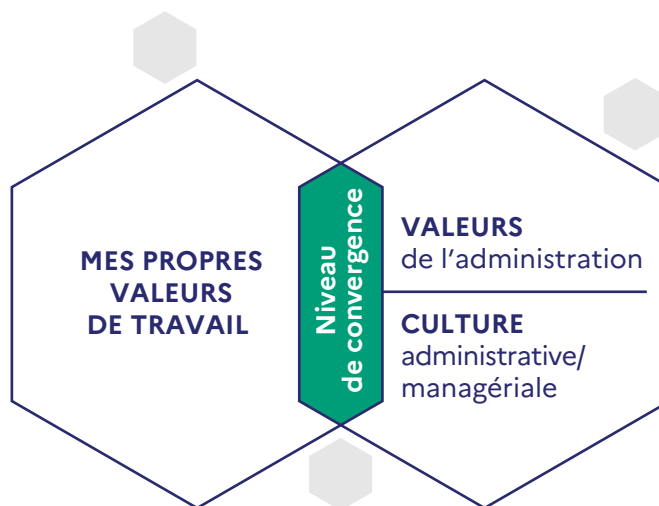 MES PROPRES
VALEURS
DE TRAVAIL
Niveau
de convergence
VALEURS
de l'administration
CULTURE
administrative/
managériale